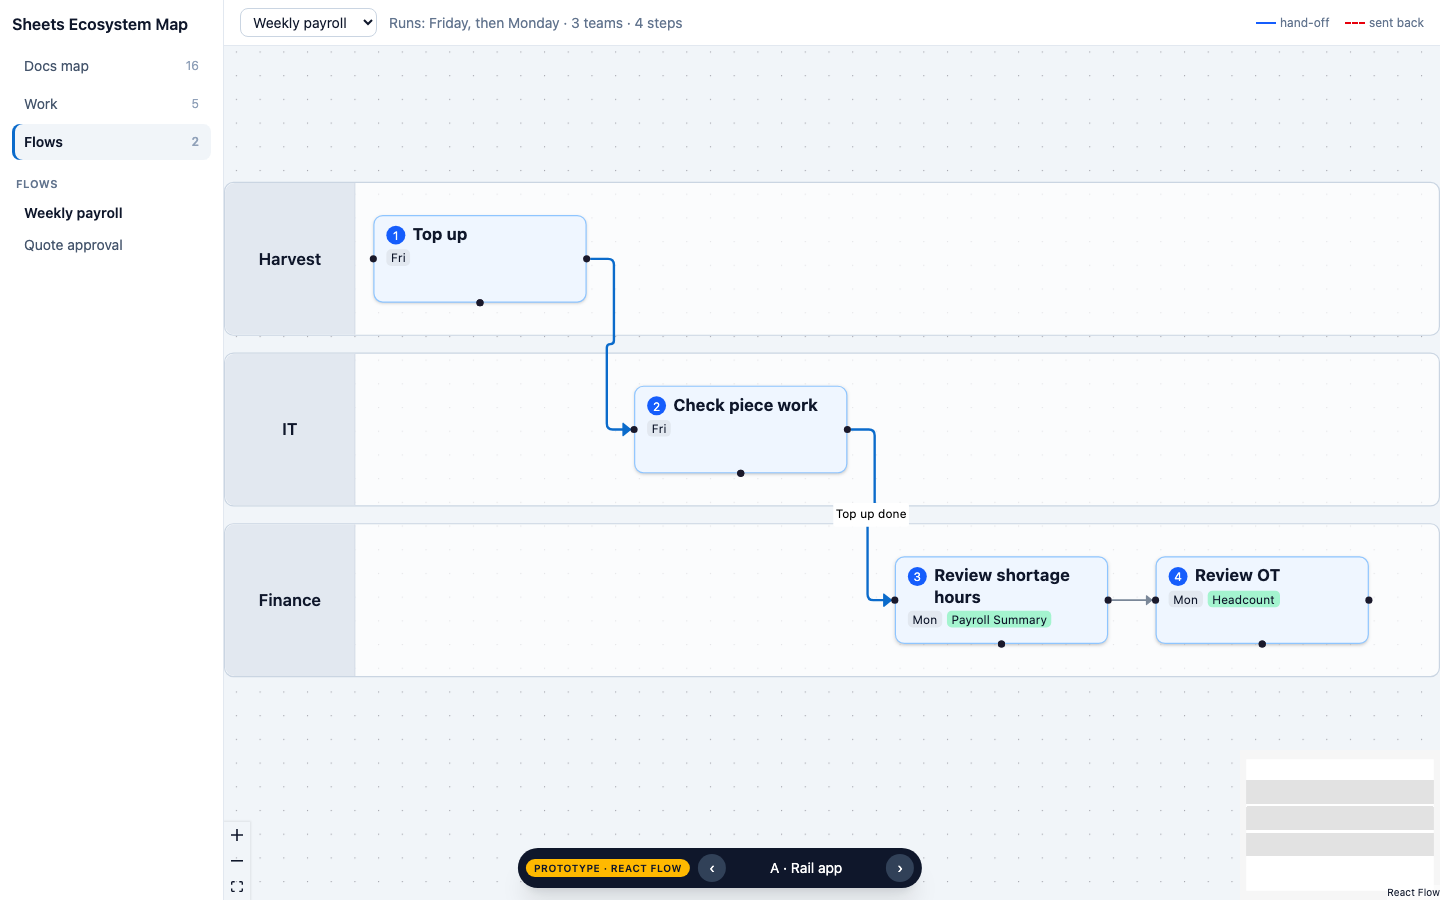 Sheets Ecosystem Map
Docs map 16
Work 5
Flows 2
FLOWS
Weekly payroll
Quote approval
Weekly payroll
Runs: Friday, then Monday · 3 teams · 4 steps
hand-off
sent back
Harvest
1 Top up
Fri
IT
2 Check piece work
Fri
Top up done
Finance
3 Review shortage
hours
Mon Payroll Summary
4 Review OT
Mon Headcount
PROTOTYPE · REACT FLOW
‹
A · Rail app
›
React Flow